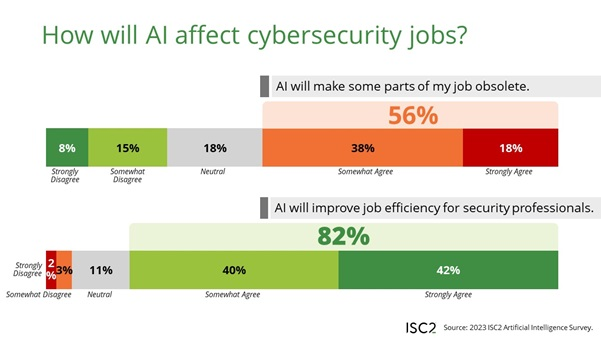 How will AI affect cybersecurity jobs?
AI will make some parts of my job obsolete.
56%
8% 15% 18% 38% 18%
Strongly Disagree Somewhat Disagree Neutral Somewhat Agree Strongly Agree
AI will improve job efficiency for security professionals.
82%
Strongly Disagree 2% 3% 11% 40% 42%
Somewhat Disagree Neutral Somewhat Agree Strongly Agree
ISC2 Source: 2023 ISC2 Artificial Intelligence Survey.